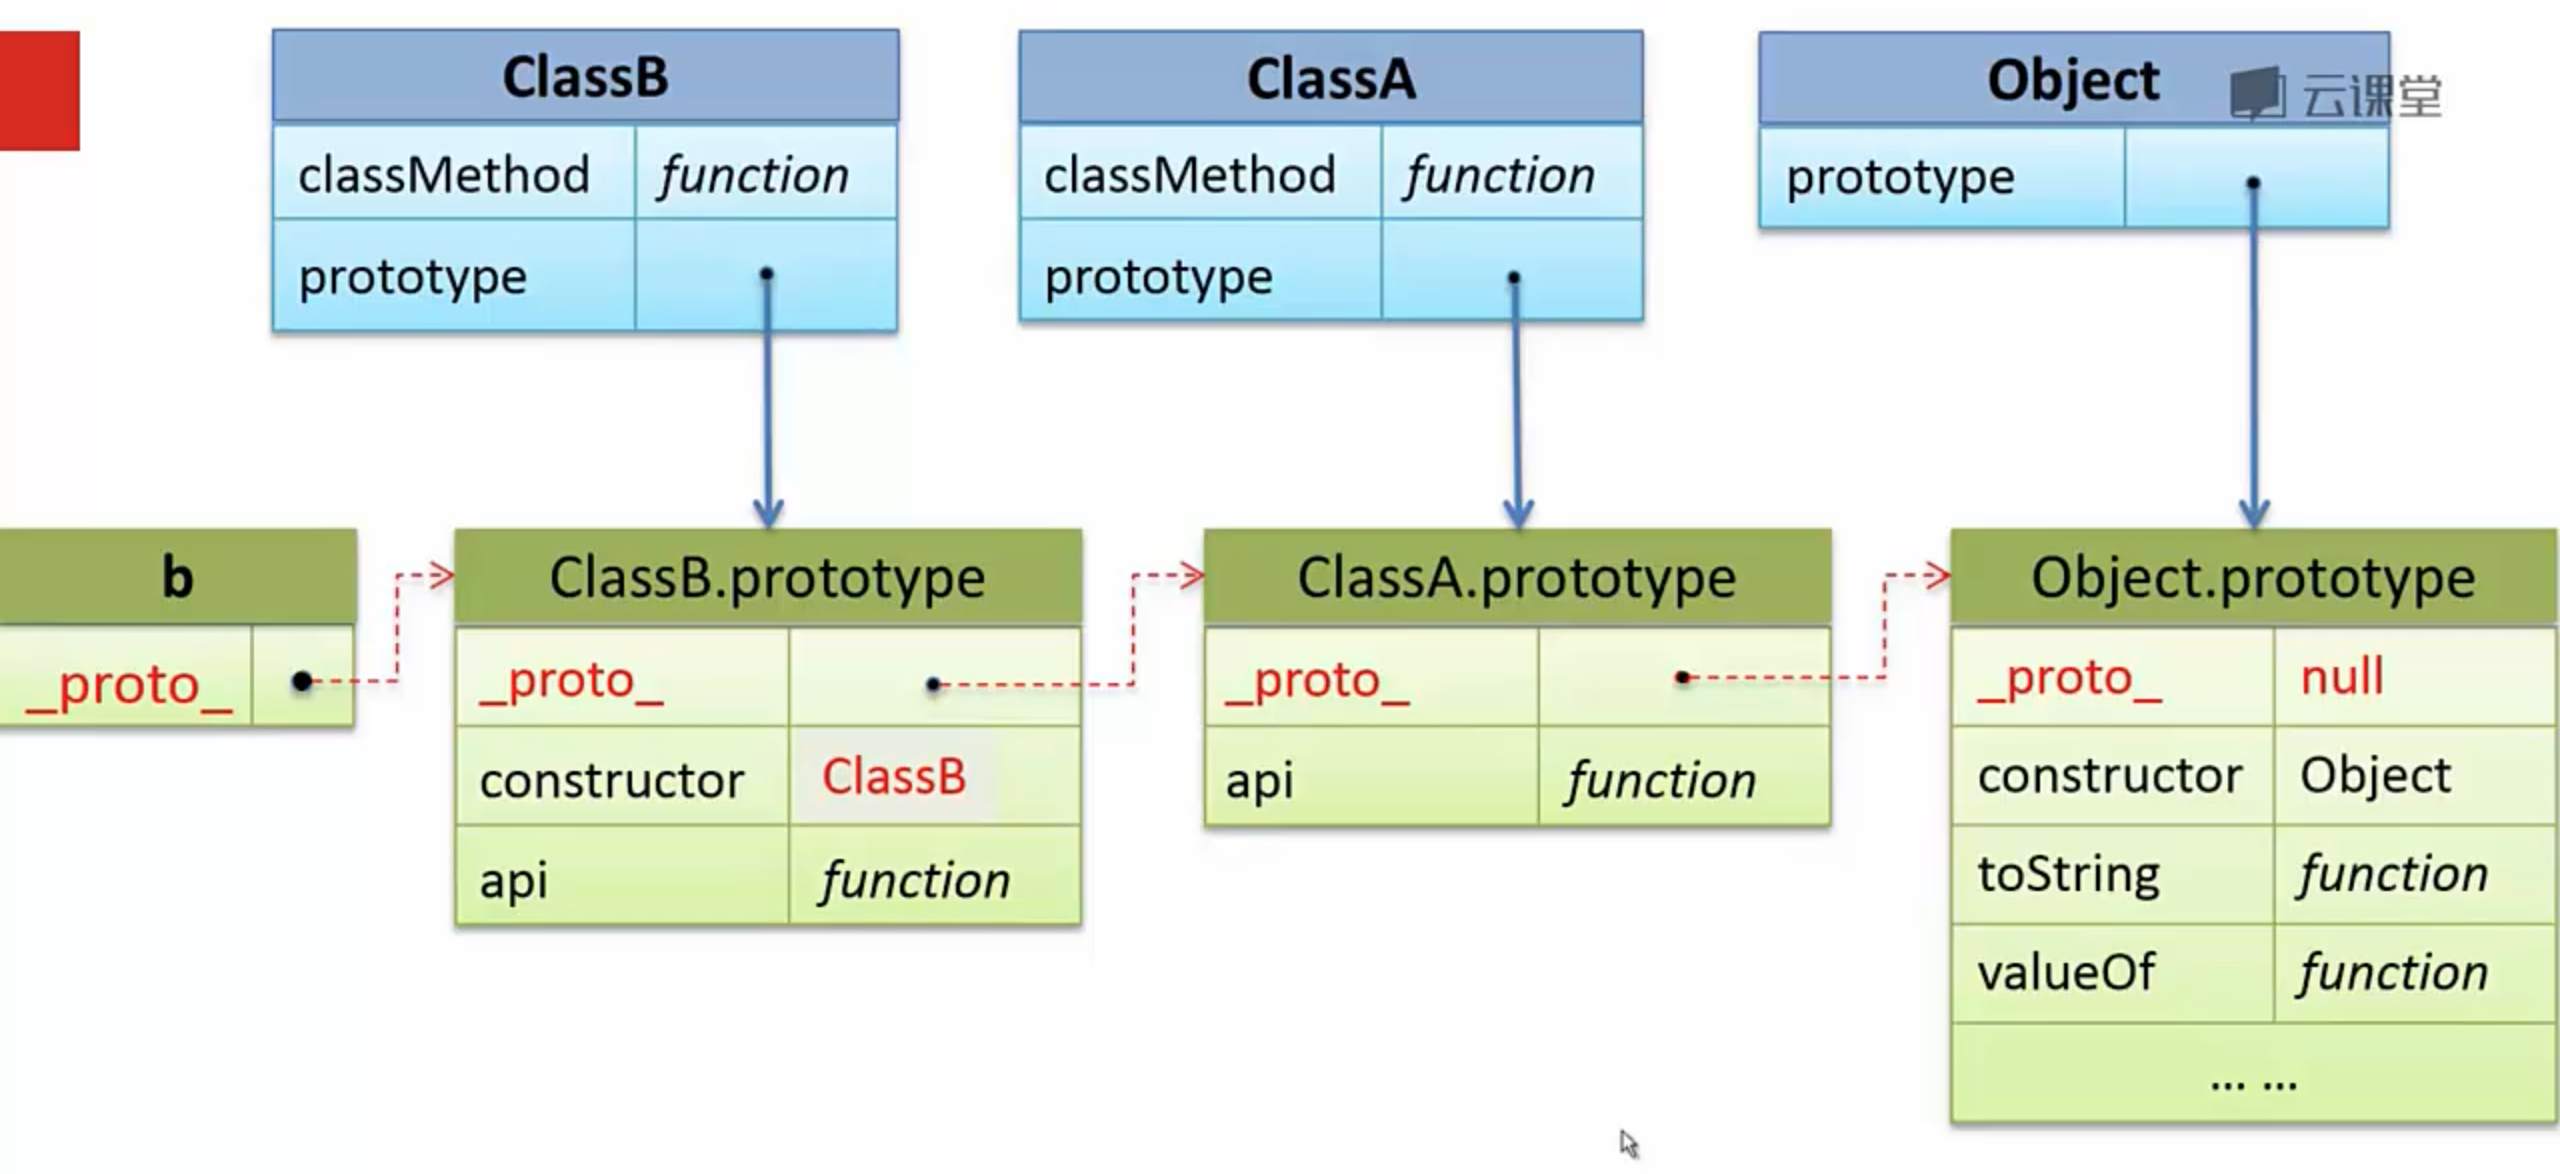 ClassB
classMethod function
prototype
ClassA
classMethod function
prototype
Object
云课堂
prototype
b
_proto_
ClassB.prototype
_proto_
constructor ClassB
api function
ClassA.prototype
_proto_
api function
Object.prototype
_proto_ null
constructor Object
toString function
valueOf function
... ...